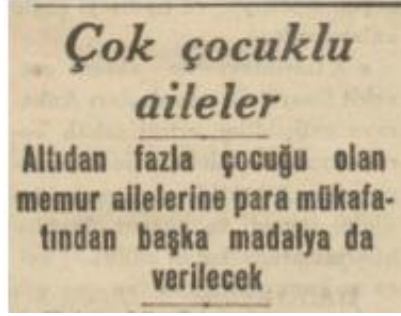 Çok çocuklu
aileler
Altıdan fazla çocuğu olan
memur ailelerine para mükafa-
tından başka madalya da
verilecek